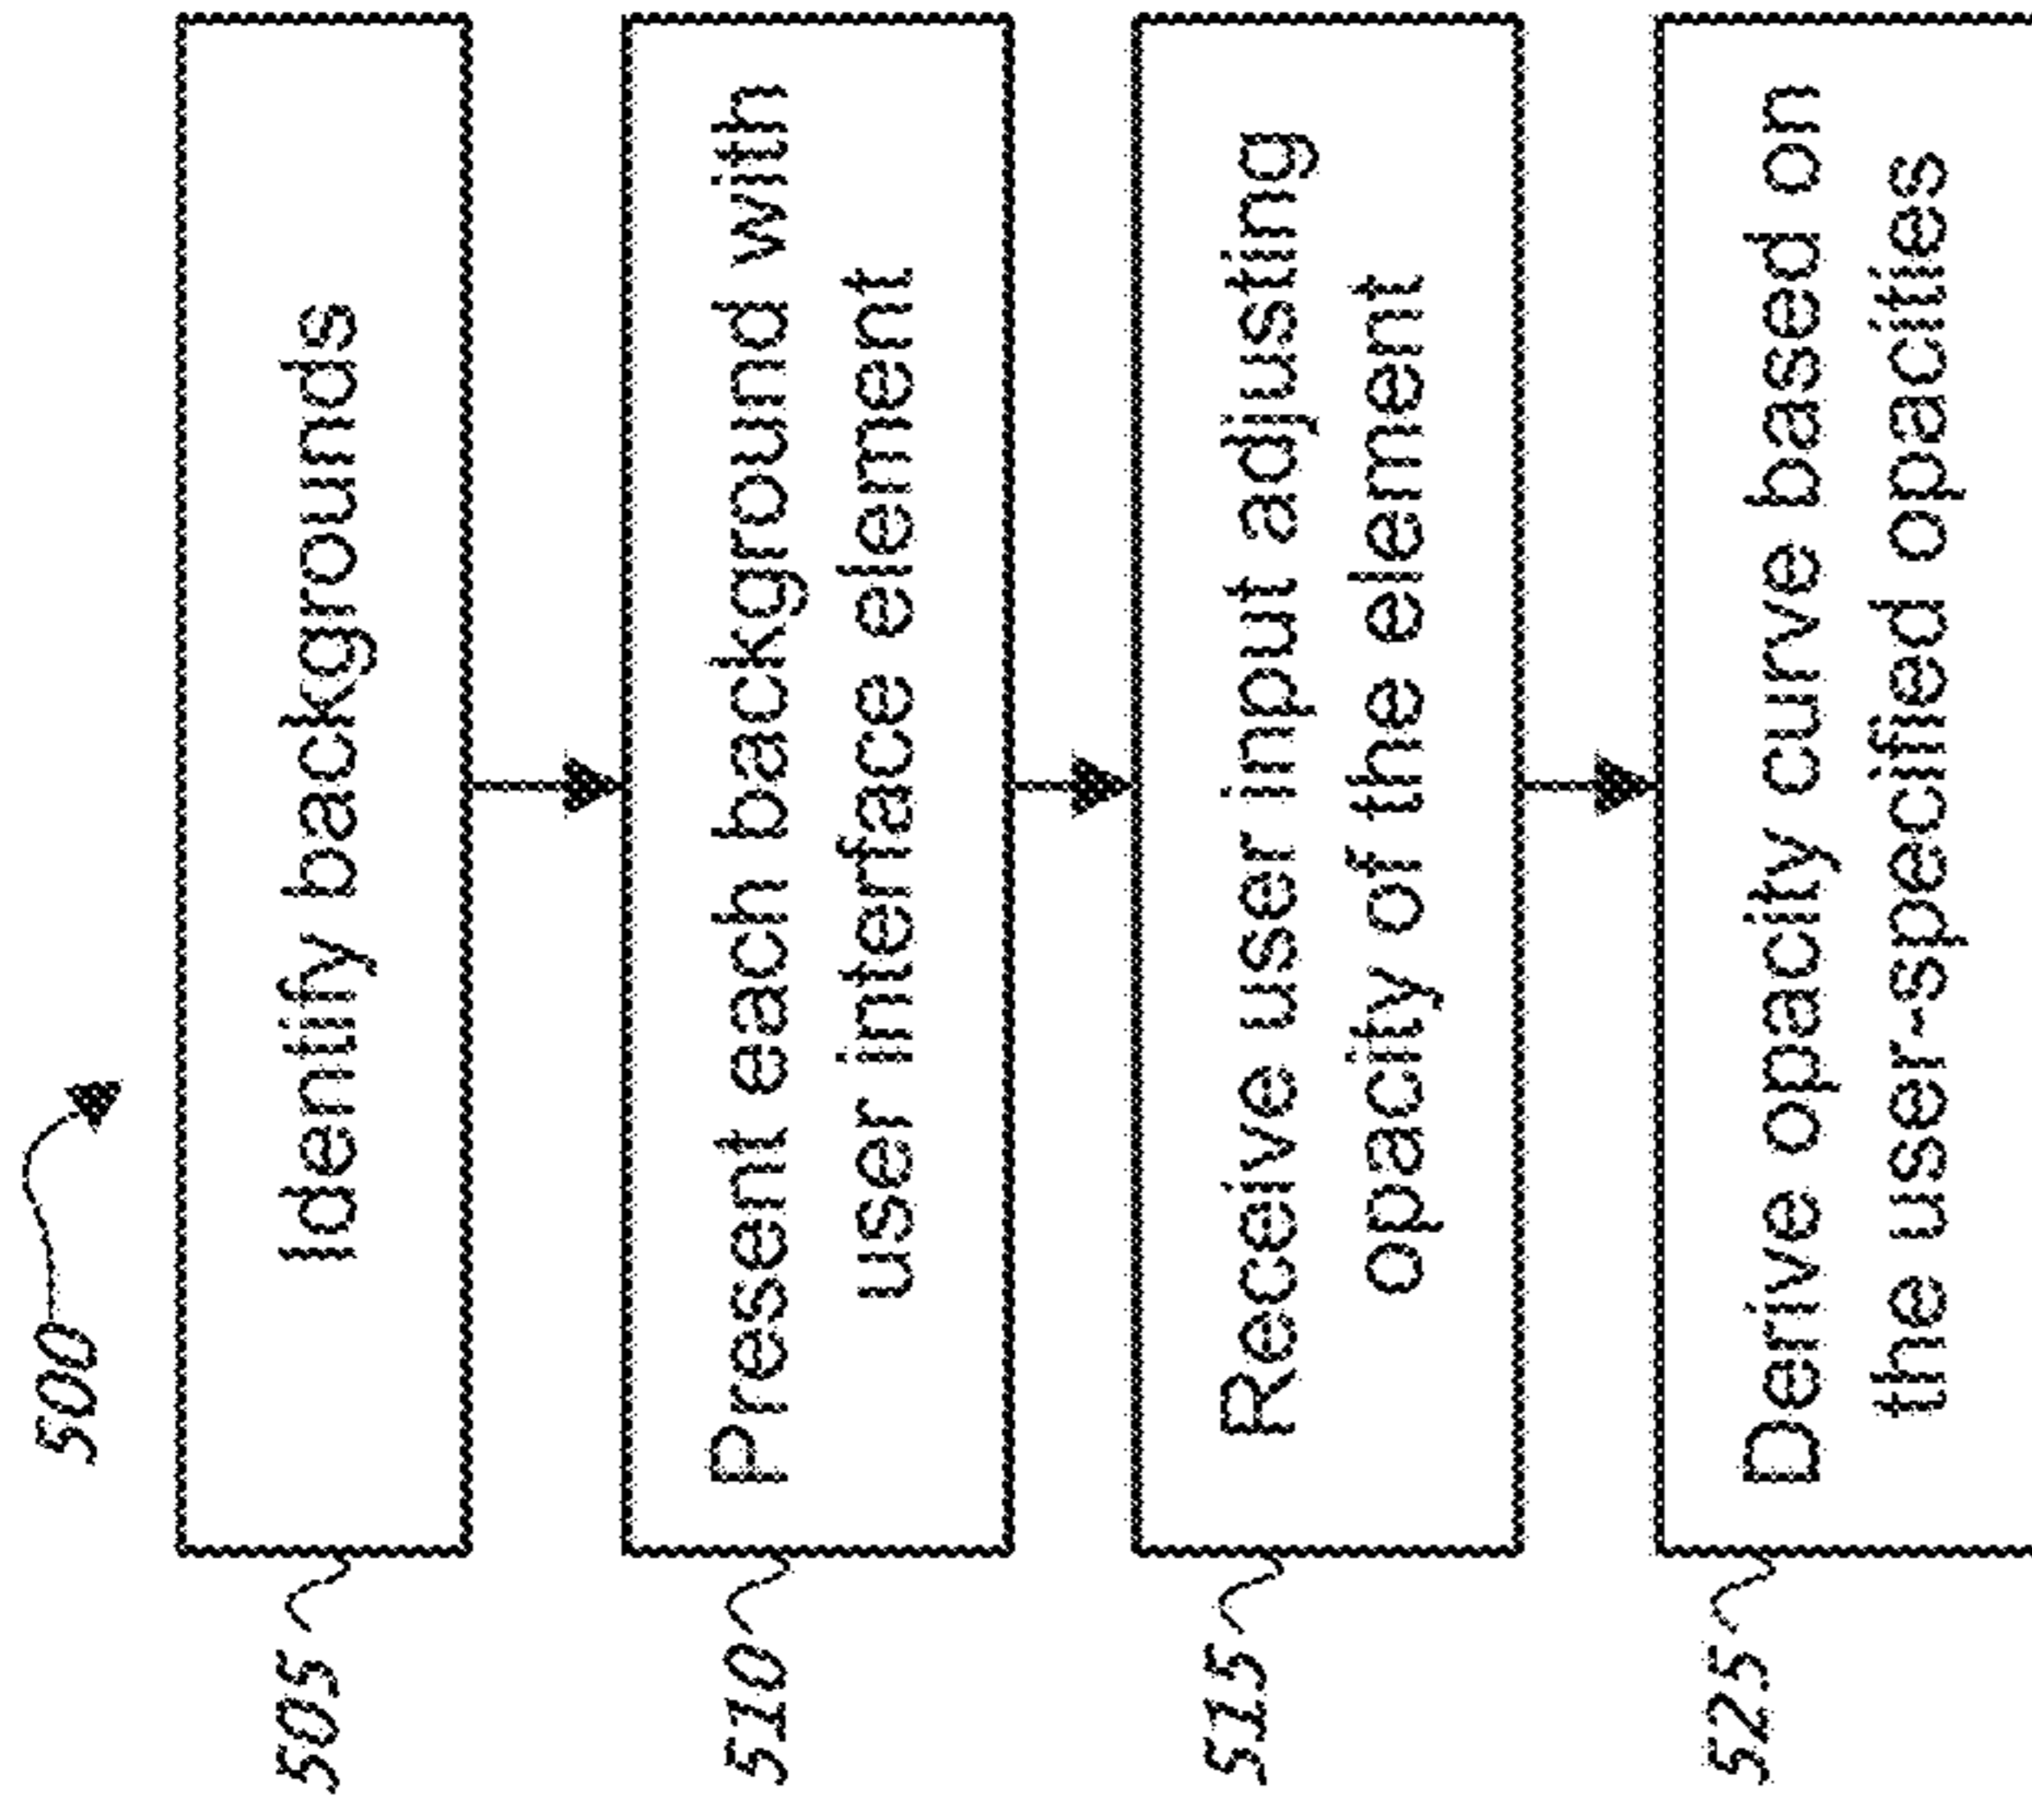 500
505
Identify backgrounds
510
Present each background with
user interface element
515
Receive user input adjusting
opacity of the element
525
Derive opacity curve based on
the user-specified opacities